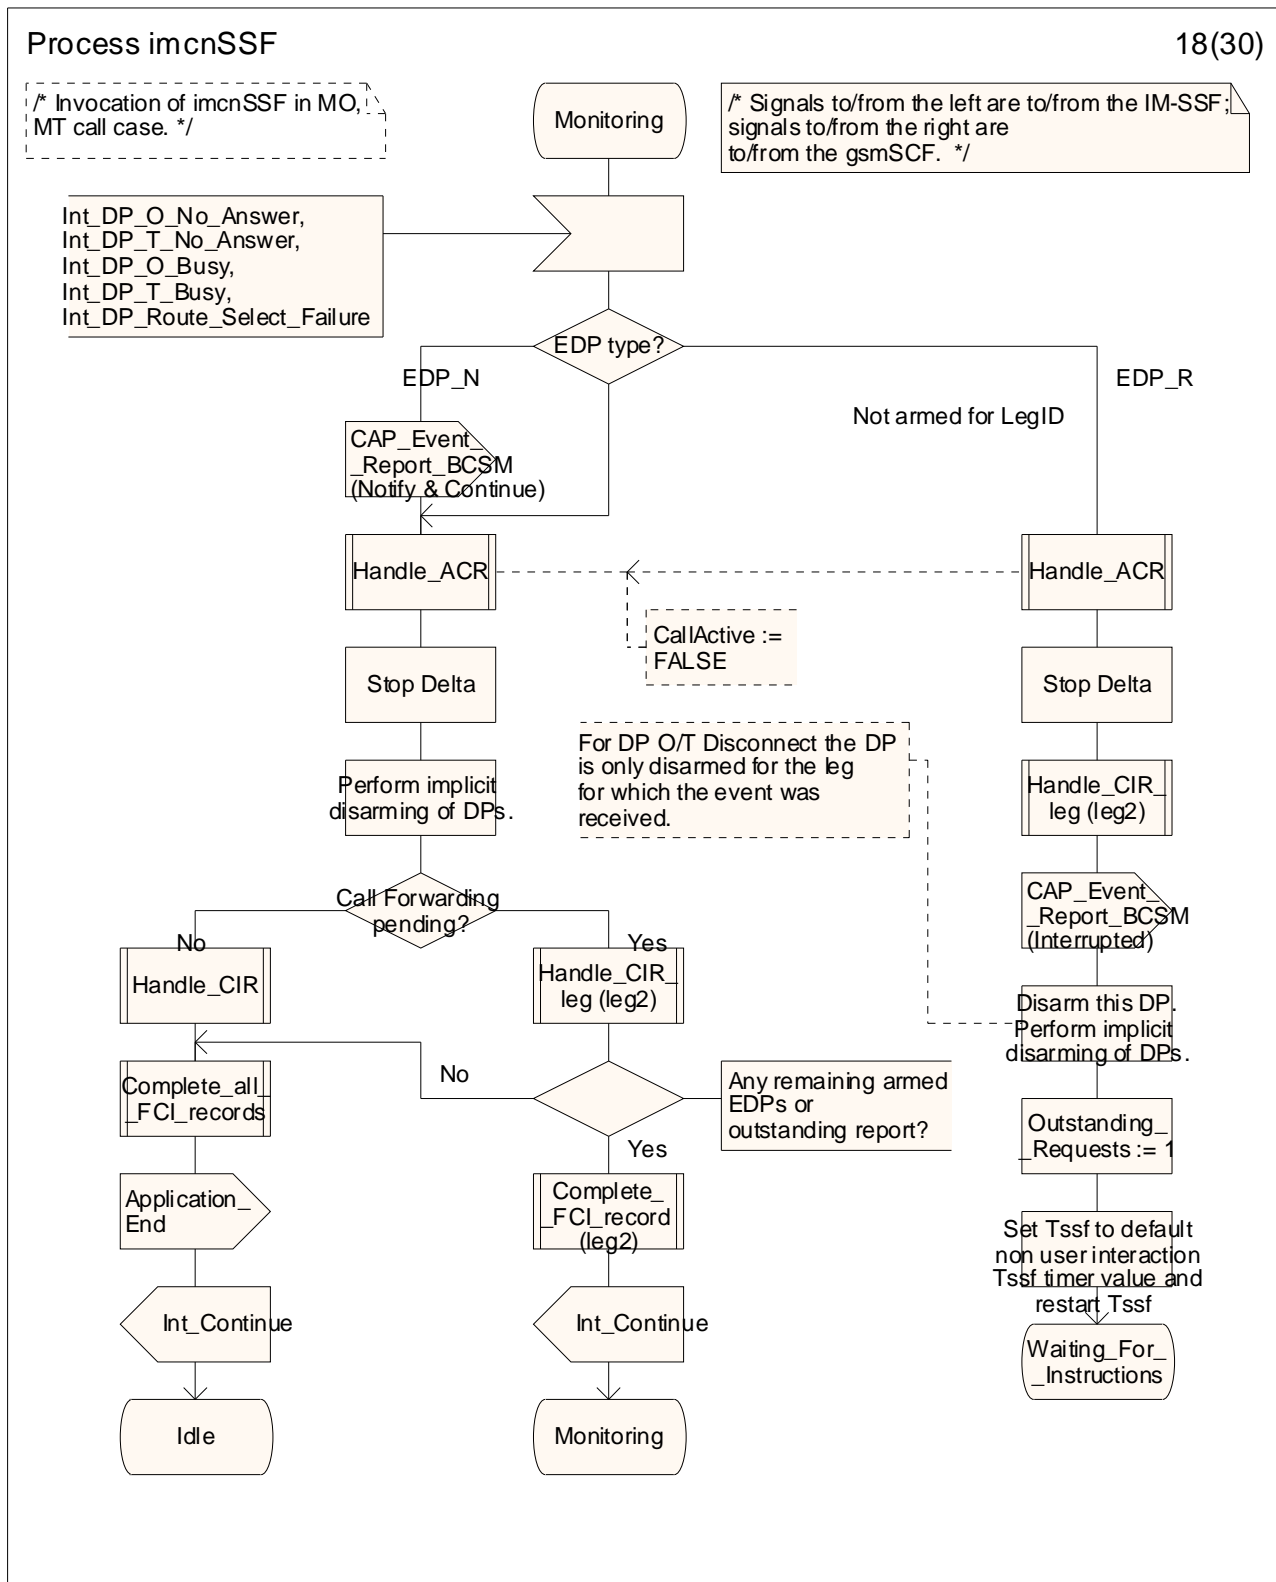 Process imcnSSF
18(30)
/* Invocation of imcnSSF in MO,
MT call case. */
Monitoring
/* Signals to/from the left are to/from the IM-SSF;
signals to/from the right are
to/from the gsmSCF. */
Int_DP_O_No_Answer,
Int_DP_T_No_Answer,
Int_DP_O_Busy,
Int_DP_T_Busy,
Int_DP_Route_Select_Failure
EDP type?
EDP_N
EDP_R
Not armed for LegID
CAP_Event_
_Report_BCSM
(Notify & Continue)
Handle_ACR
Handle_ACR
CallActive :=
FALSE
Stop Delta
Stop Delta
For DP O/T Disconnect the DP
is only disarmed for the leg
for which the event was
received.
Perform implicit
disarming of DPs.
Handle_CIR_
leg (leg2)
Call Forwarding
pending?
CAP_Event_
_Report_BCSM
(Interrupted)
No
Yes
Handle_CIR
Handle_CIR_
leg (leg2)
Disarm this DP.
Perform implicit
disarming of DPs.
No
Any remaining armed
EDPs or
outstanding report?
Complete_all_
_FCI_records
Yes
Outstanding_
_Requests := 1
Application_
End
Complete_
_FCI_record
(leg2)
Set Tssf to default
non user interaction
Tssf timer value and
restart Tssf
Int_Continue
Int_Continue
Waiting_For_
_Instructions
Idle
Monitoring